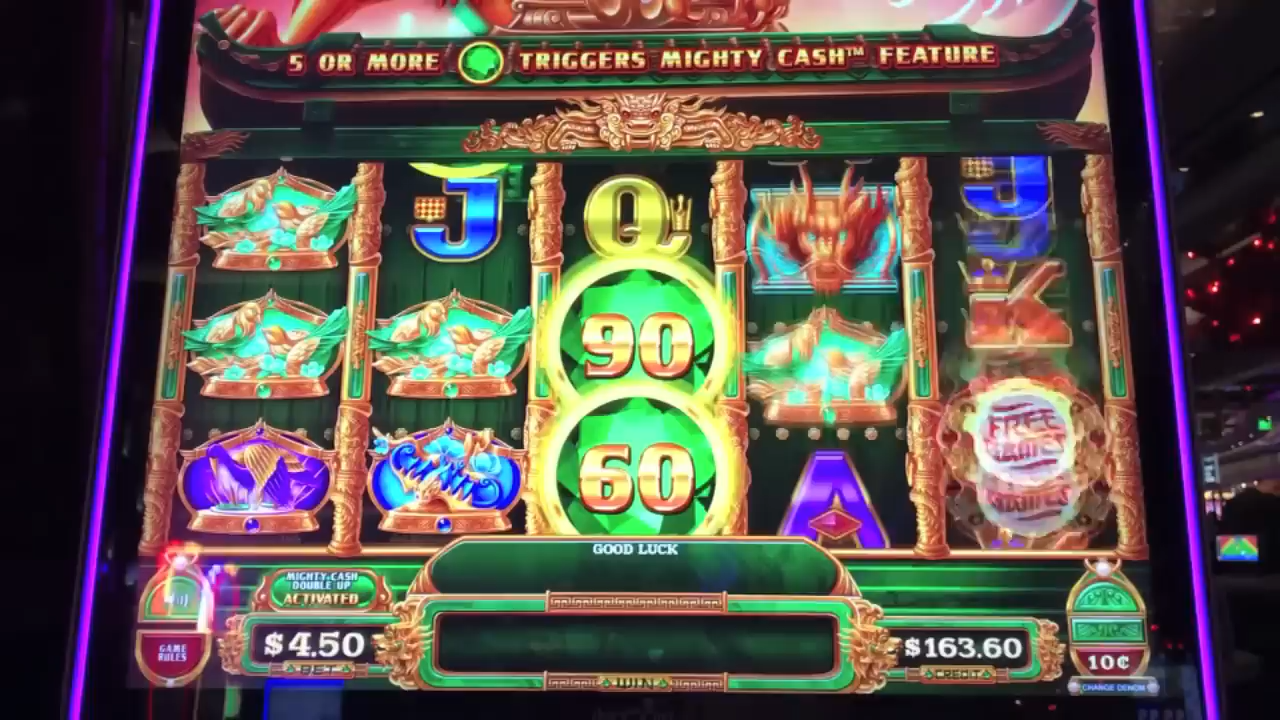 5 OR MORE TRIGGERS MIGHTY CASH™ FEATURE
J
Q
J
K
90
FREE
GAMES
60
A
GOOD LUCK
MIGHTY CASH
DOUBLE UP
ACTIVATED
$4.50
BET
GAME
RULES
WIN
$163.60
CREDIT
10¢
CHANGE DENOM